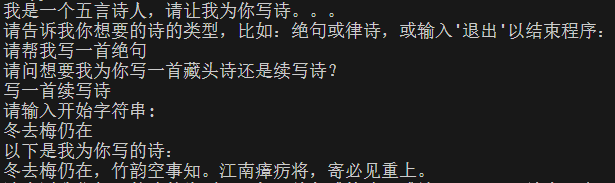 我是一个五言诗人，请让我为你写诗。。。
请告诉我你想要的诗的类型，比如：绝句或律诗，或输入'退出'以结束程序：
请帮我写一首绝句
请问想要我为你写一首藏头诗还是续写诗？
写一首续写诗
请输入开始字符串：
冬去梅仍在
以下是我为你写的诗：
冬去梅仍在，竹韵空事知。江南瘴疠将，寄必见重上。